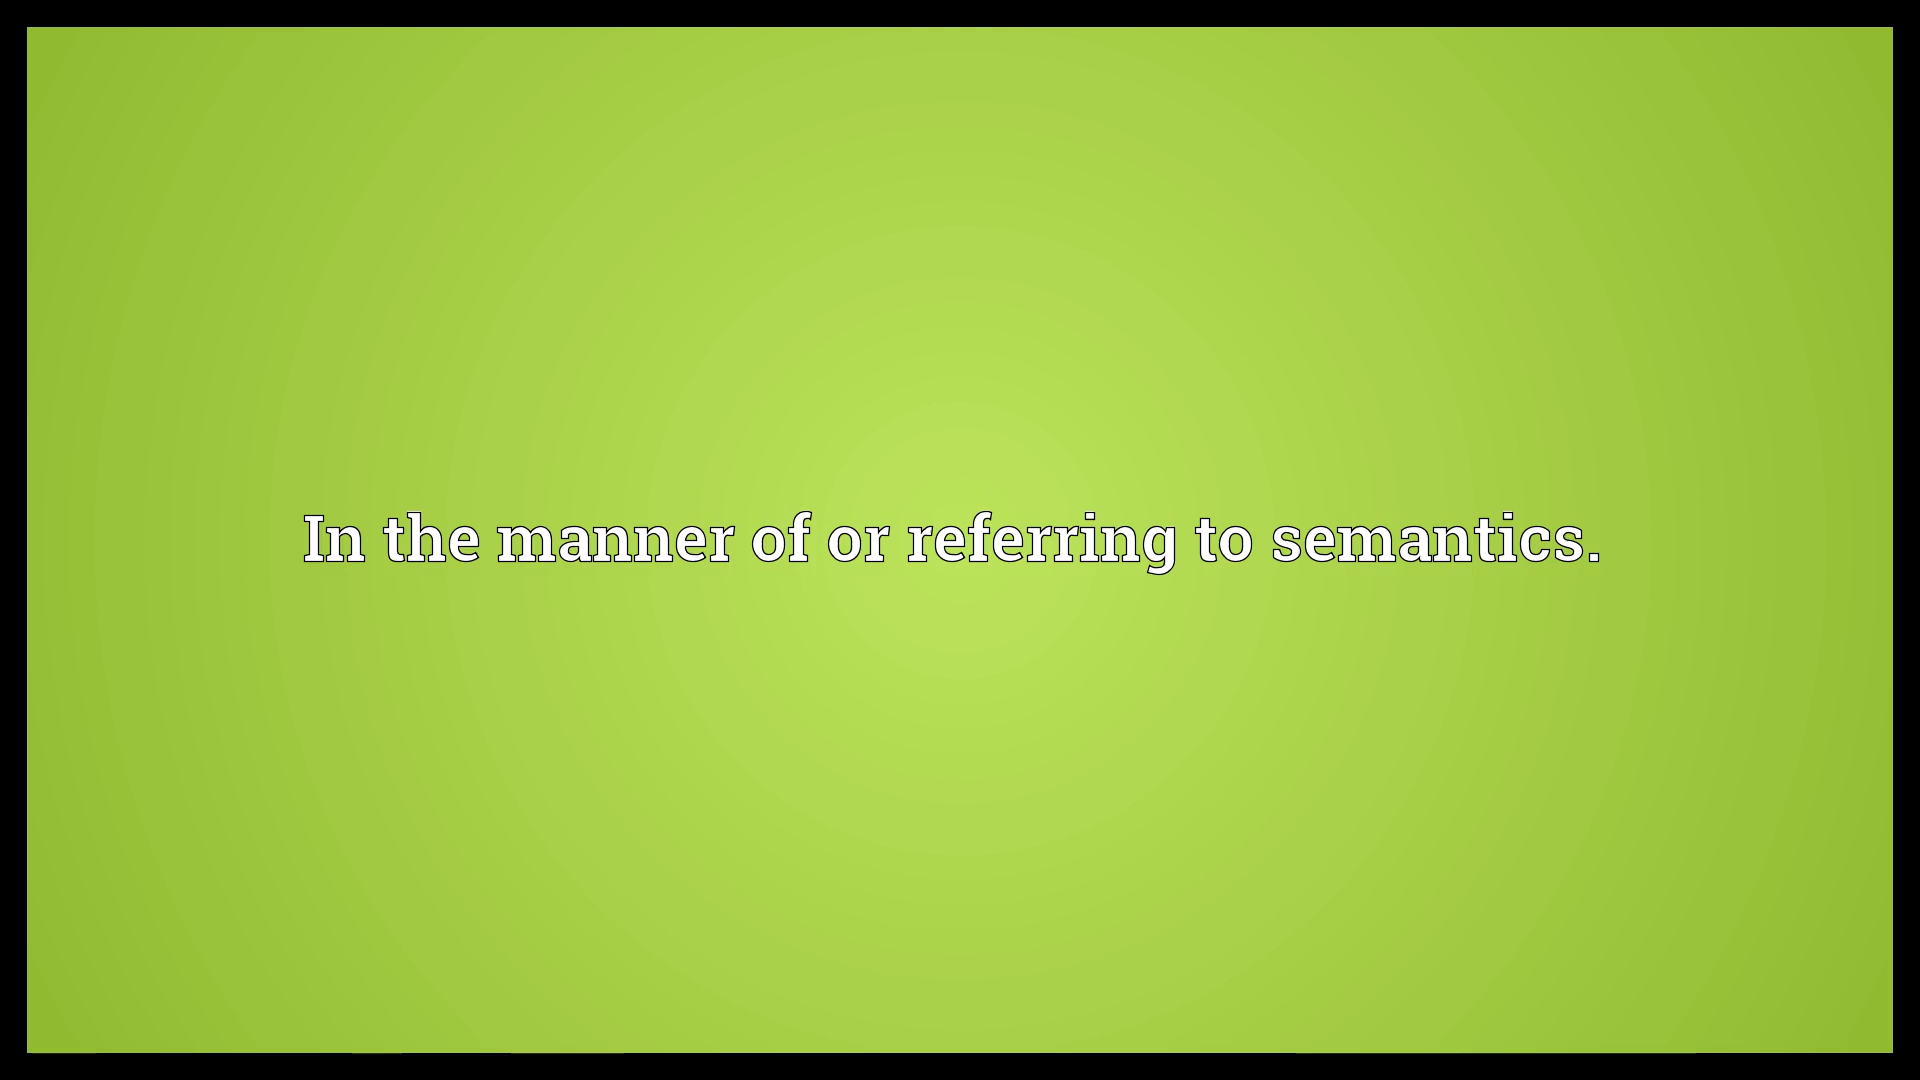 In the manner of or referring to semantics.